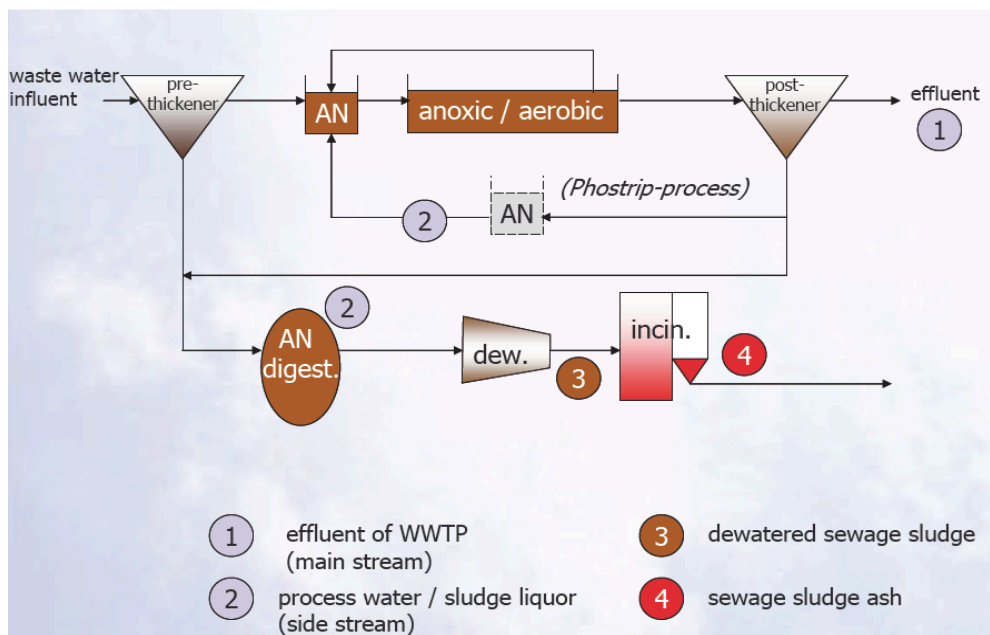 waste water
influent
pre-
thickener
AN
anoxic / aerobic
post-
thickener
effluent
1
(Phostrip-process)
AN
2
2
AN
digest.
dew.
3
incin.
4
1
effluent of WWTP
(main stream)
2
process water / sludge liquor
(side stream)
3
dewatered sewage sludge
4
sewage sludge ash